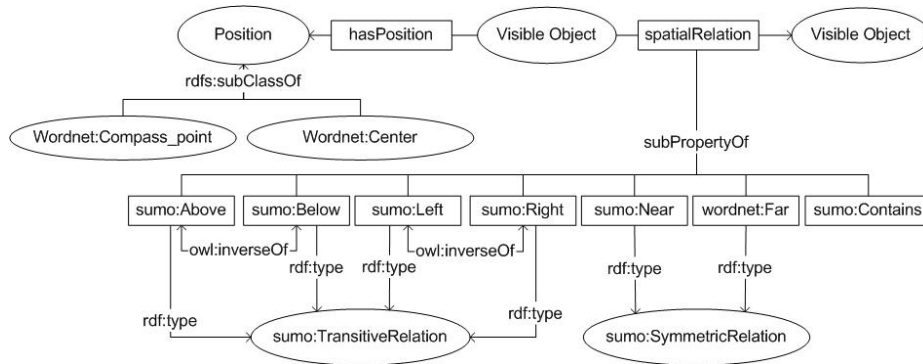 Position
hasPosition
Visible Object
spatialRelation
Visible Object
rdfs:subClassOf
Wordnet:Compass_point
Wordnet:Center
subPropertyOf
sumo:Above
sumo:Below
sumo:Left
sumo:Right
sumo:Near
wordnet:Far
sumo:Contains
owl:inverseOf
owl:inverseOf
rdf:type
rdf:type
rdf:type
rdf:type
rdf:type
rdf:type
sumo:TransitiveRelation
sumo:SymmetricRelation